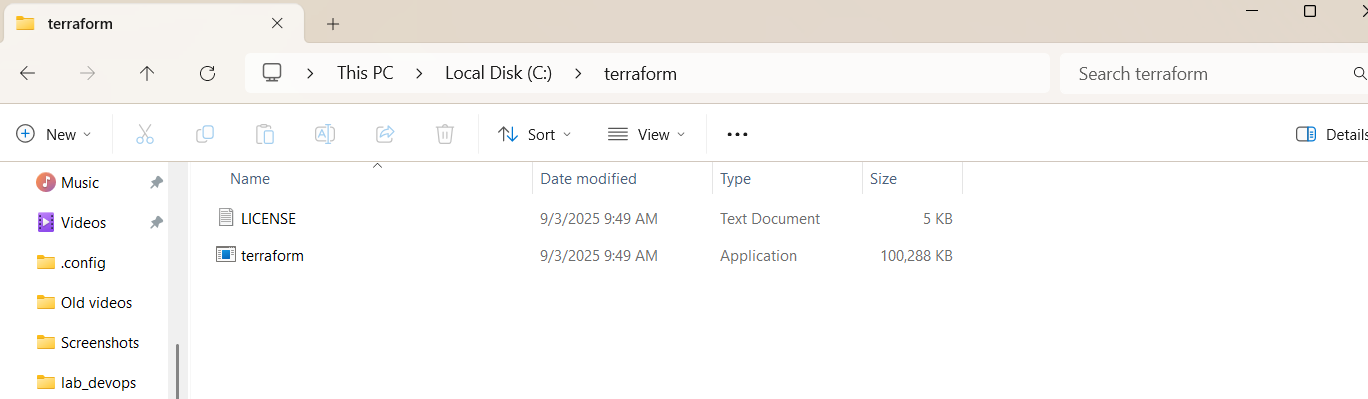 terraform
This PC > Local Disk (C:) > terraform
Search terraform
New
Sort
View
Details
Name Date modified Type Size
Music
Videos
.config
Old videos
Screenshots
lab_devops
LICENSE 9/3/2025 9:49 AM Text Document 5 KB
terraform 9/3/2025 9:49 AM Application 100,288 KB